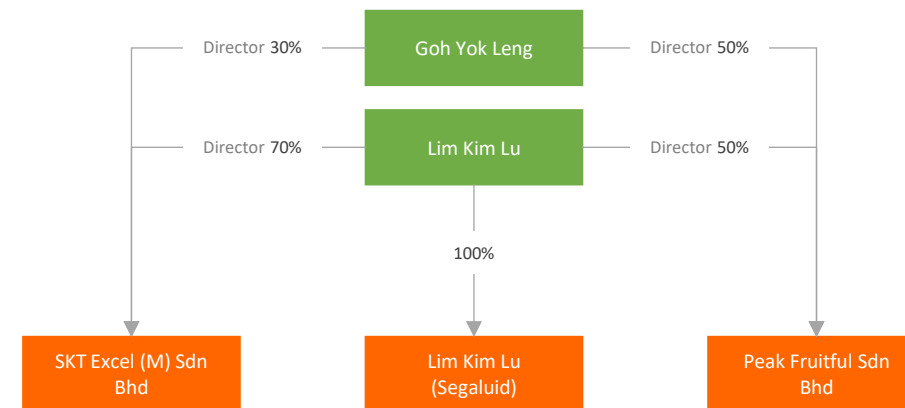 Director 30%
Goh Yok Leng
Director 50%
Director 70%
Lim Kim Lu
Director 50%
100%
SKT Excel (M) Sdn
Bhd
Lim Kim Lu
(Segaluid)
Peak Fruitful Sdn
Bhd